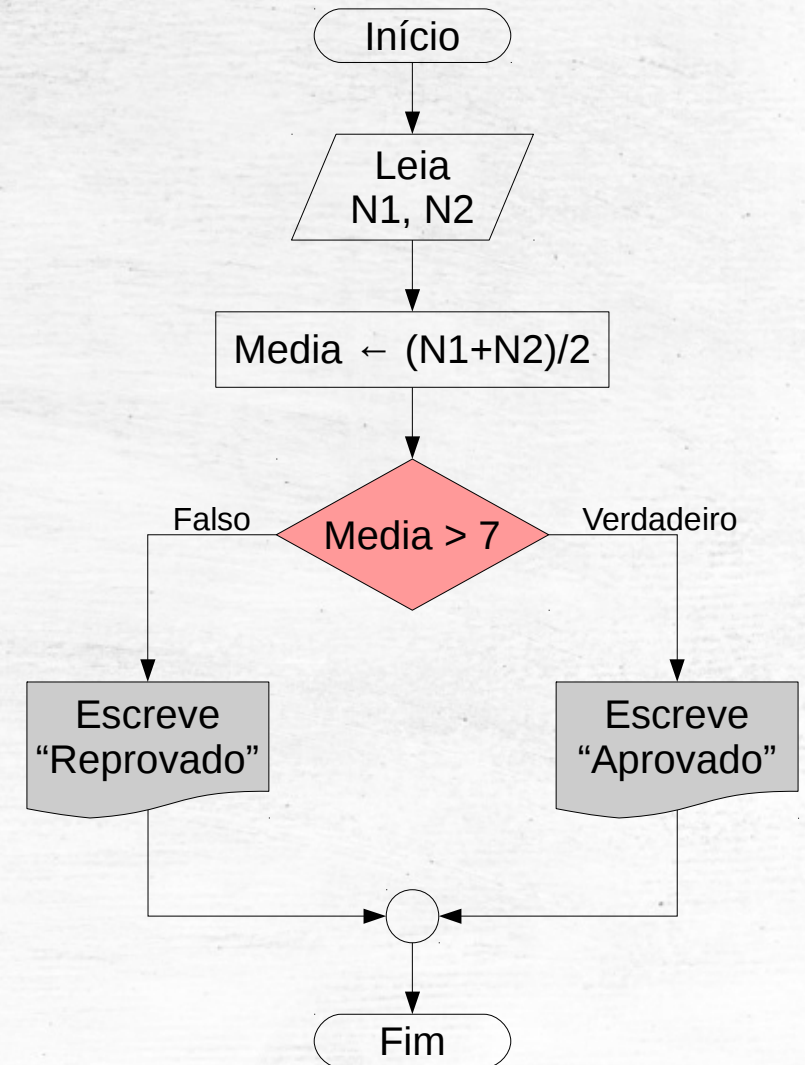 Início
Leia
N1, N2
Media ← (N1+N2)/2
Media > 7
Falso
Verdadeiro
Escreve
“Reprovado”
Escreve
“Aprovado”
Fim